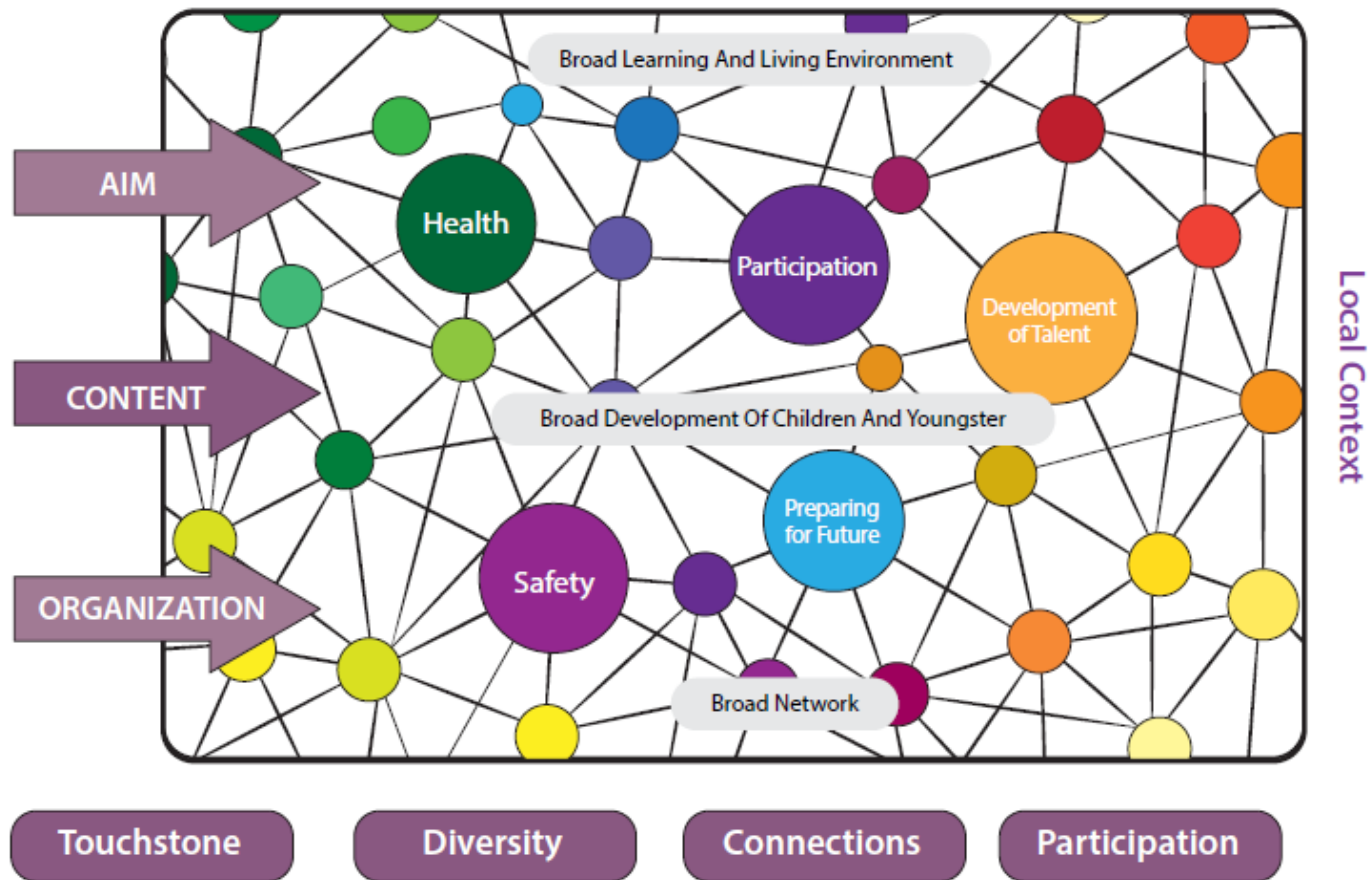 Broad Learning And Living Environment
AIM
Health
Participation
Development
of Talent
Local Context
CONTENT
Broad Development Of Children And Youngster
Preparing
for Future
Safety
ORGANIZATION
Broad Network
Touchstone
Diversity
Connections
Participation